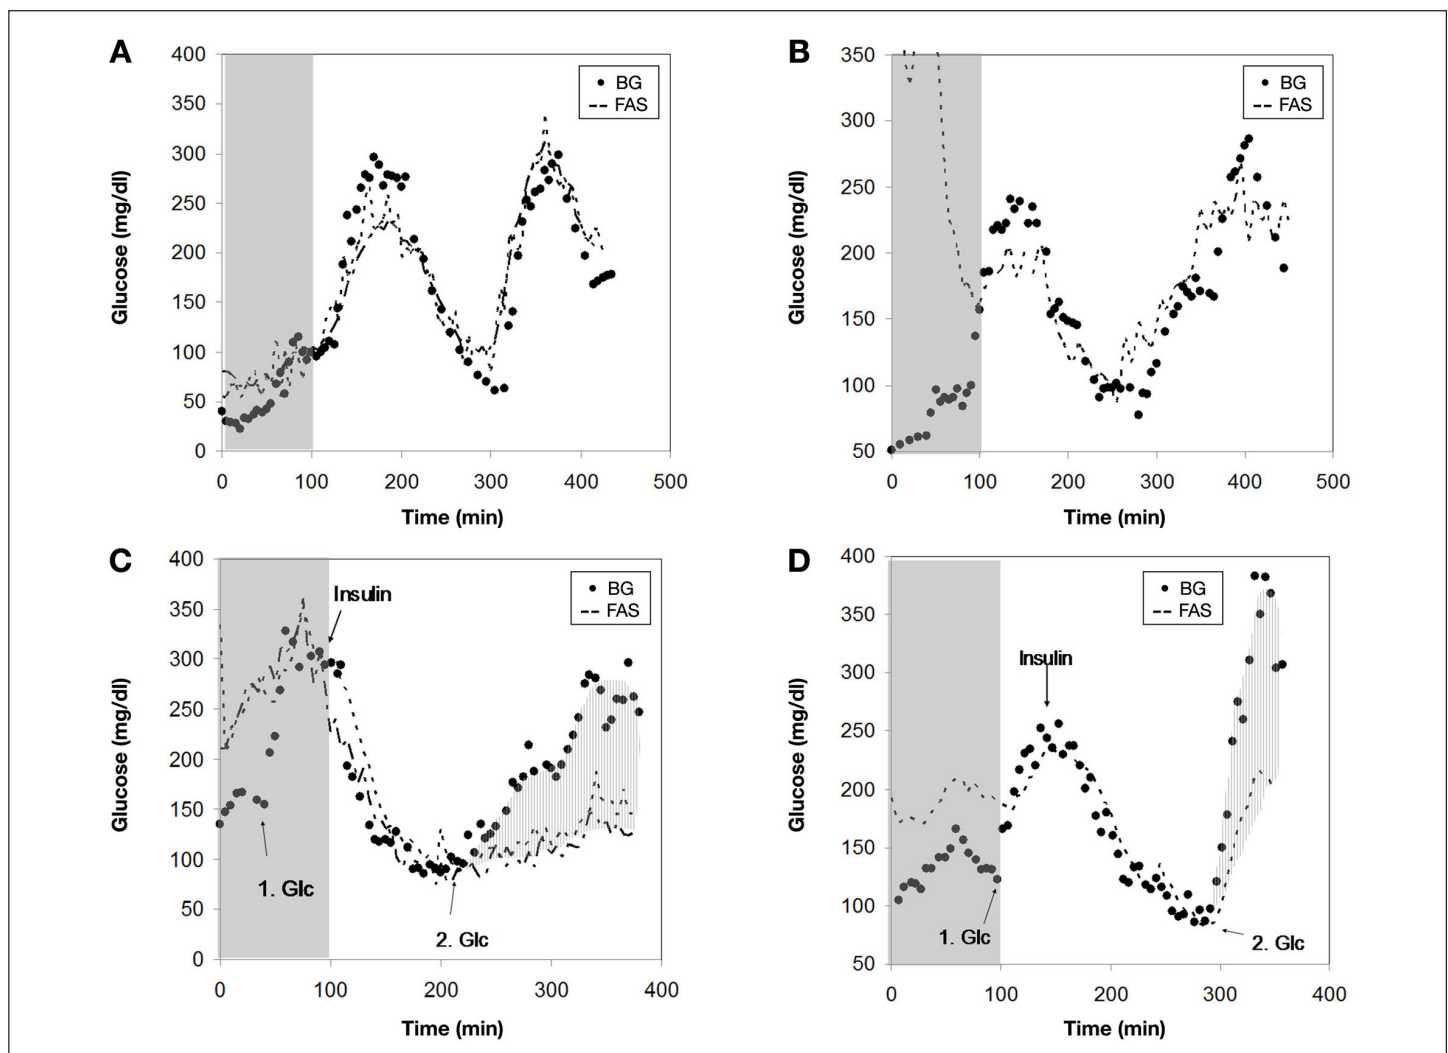 A
400
350
300
250
200
150
100
50
0
Glucose (mg/dl)
BG
FAS
0 100 200 300 400 500
Time (min)
B
350
300
250
200
150
100
50
Glucose (mg/dl)
BG
FAS
0 100 200 300 400 500
Time (min)
C
400
350
300
250
200
150
100
50
0
Glucose (mg/dl)
BG
FAS
Insulin
1. Glc
2. Glc
0 100 200 300 400
Time (min)
D
400
350
300
250
200
150
100
50
Glucose (mg/dl)
BG
FAS
Insulin
1. Glc
2. Glc
0 100 200 300 400
Time (min)